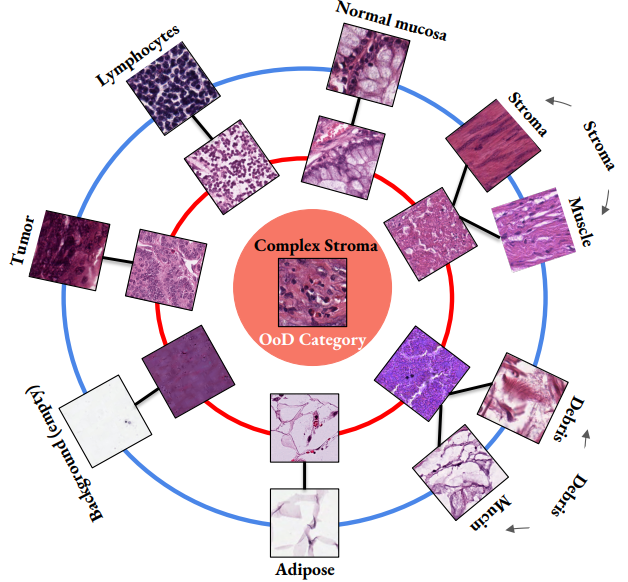 Normal mucosa
Lymphocytes
Stroma
Stroma
Muscle
Tumor
Complex Stroma
OoD Category
Background (empty)
Debris
Debris
Mucin
Adipose